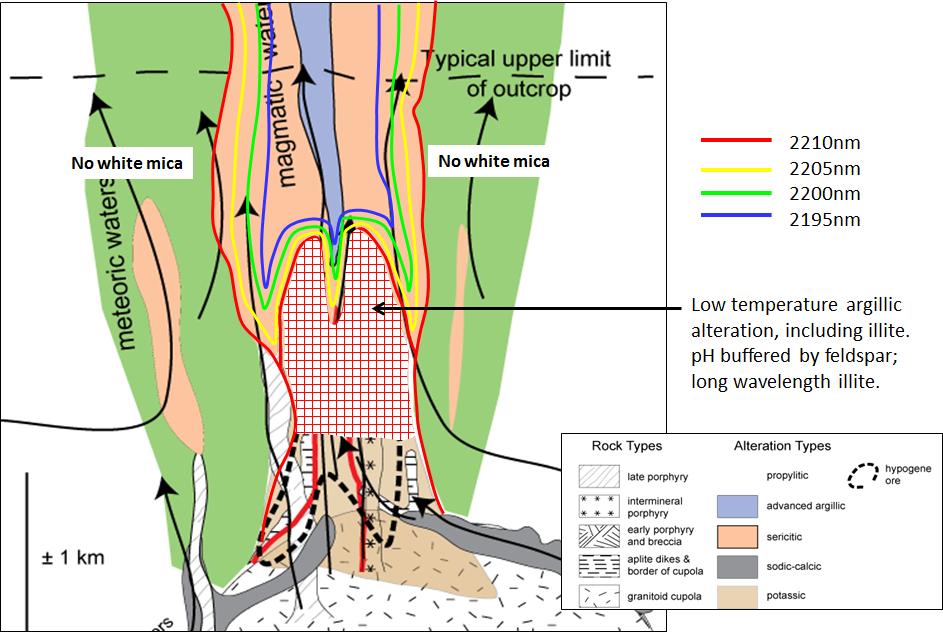 magmatic water
Typical upper limit
of outcrop
No white mica
No white mica
meteoric waters
2210nm
2205nm
2200nm
2195nm
Low temperature argillic
alteration, including illite.
pH buffered by feldspar;
long wavelength illite.
± 1 km
Rock Types
late porphyry
intermineral
porphyry
early porphyry
and breccia
aplite dikes &
border of cupola
granitoid cupola
Alteration Types
propylitic
advanced argillic
sericitic
sodic-calcic
potassic
hypogene
ore